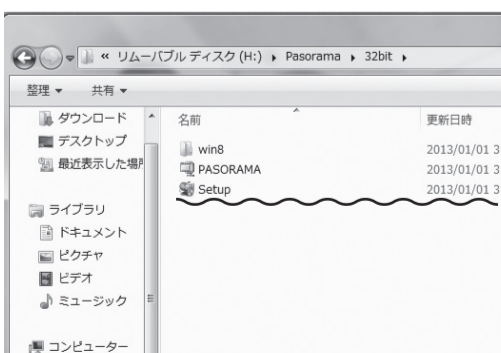 « リムーバブル ディスク (H:) ▸ Pasorama ▸ 32bit ▸
整理 ▼ 共有 ▼
ダウンロード
デスクトップ
最近表示した場所
ライブラリ
ドキュメント
ピクチャ
ビデオ
ミュージック
コンピューター
名前 更新日時
win8 2013/01/01 3
PASORAMA 2013/01/01 3
Setup 2013/01/01 3